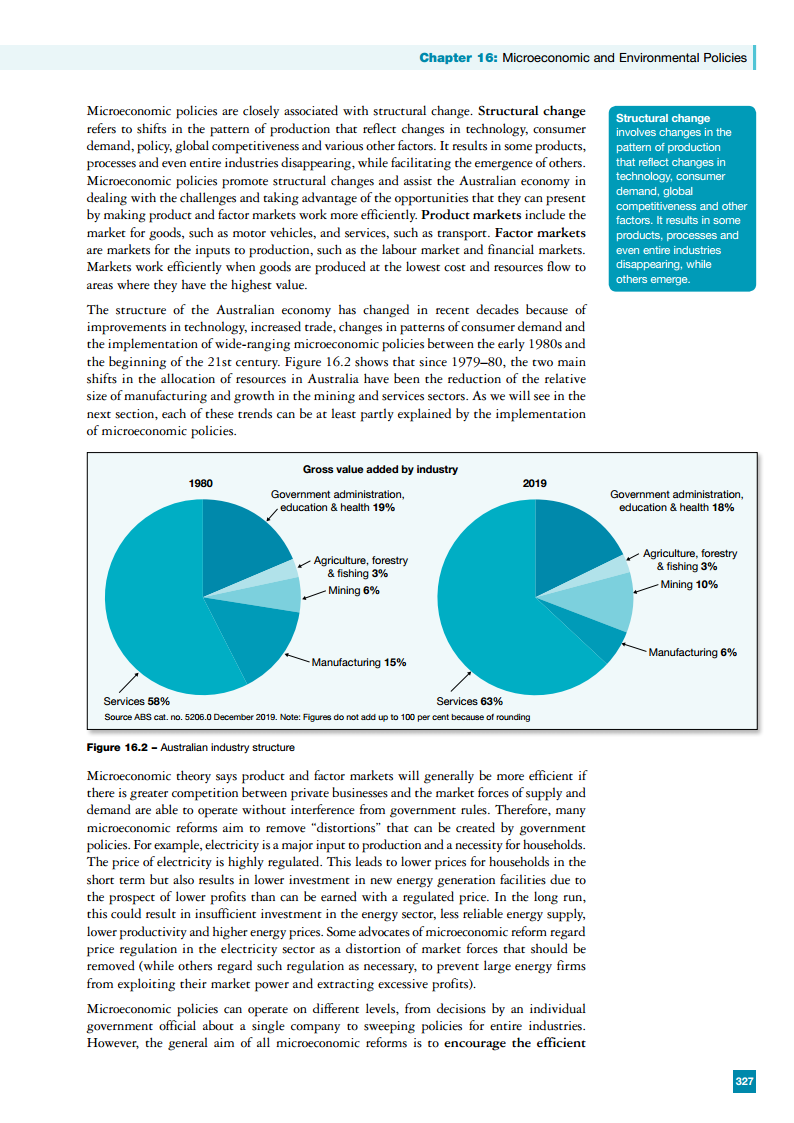 Chapter 16: Microeconomic and Environmental Policies
Microeconomic policies are closely associated with structural change. Structural change
refers to shifts in the pattern of production that reflect changes in technology, consumer
demand, policy, global competitiveness and various other factors. It results in some products,
processes and even entire industries disappearing, while facilitating the emergence of others.
Microeconomic policies promote structural changes and assist the Australian economy in
dealing with the challenges and taking advantage of the opportunities that they can present
by making product and factor markets work more efficiently. Product markets include the
market for goods, such as motor vehicles, and services, such as transport. Factor markets
are markets for the inputs to production, such as the labour market and financial markets.
Markets work efficiently when goods are produced at the lowest cost and resources flow to
areas where they have the highest value.
Structural change
involves changes in the
pattern of production
that reflect changes in
technology, consumer
demand, global
competitiveness and other
factors. It results in some
products, processes and
even entire industries
disappearing, while
others emerge.
The structure of the Australian economy has changed in recent decades because of
improvements in technology, increased trade, changes in patterns of consumer demand and
the implementation of wide-ranging microeconomic policies between the early 1980s and
the beginning of the 21st century. Figure 16.2 shows that since 1979–80, the two main
shifts in the allocation of resources in Australia have been the reduction of the relative
size of manufacturing and growth in the mining and services sectors. As we will see in the
next section, each of these trends can be at least partly explained by the implementation
of microeconomic policies.
Gross value added by industry
1980
Government administration,
education & health 19%
Agriculture, forestry
& fishing 3%
Mining 6%
Manufacturing 15%
Services 58%
2019
Government administration,
education & health 18%
Agriculture, forestry
& fishing 3%
Mining 10%
Manufacturing 6%
Services 63%
Source ABS cat. no. 5206.0 December 2019. Note: Figures do not add up to 100 per cent because of rounding
Figure 16.2 – Australian industry structure
Microeconomic theory says product and factor markets will generally be more efficient if
there is greater competition between private businesses and the market forces of supply and
demand are able to operate without interference from government rules. Therefore, many
microeconomic reforms aim to remove “distortions” that can be created by government
policies. For example, electricity is a major input to production and a necessity for households.
The price of electricity is highly regulated. This leads to lower prices for households in the
short term but also results in lower investment in new energy generation facilities due to
the prospect of lower profits than can be earned with a regulated price. In the long run,
this could result in insufficient investment in the energy sector, less reliable energy supply,
lower productivity and higher energy prices. Some advocates of microeconomic reform regard
price regulation in the electricity sector as a distortion of market forces that should be
removed (while others regard such regulation as necessary, to prevent large energy firms
from exploiting their market power and extracting excessive profits).
Microeconomic policies can operate on different levels, from decisions by an individual
government official about a single company to sweeping policies for entire industries.
However, the general aim of all microeconomic reforms is to encourage the efficient
327